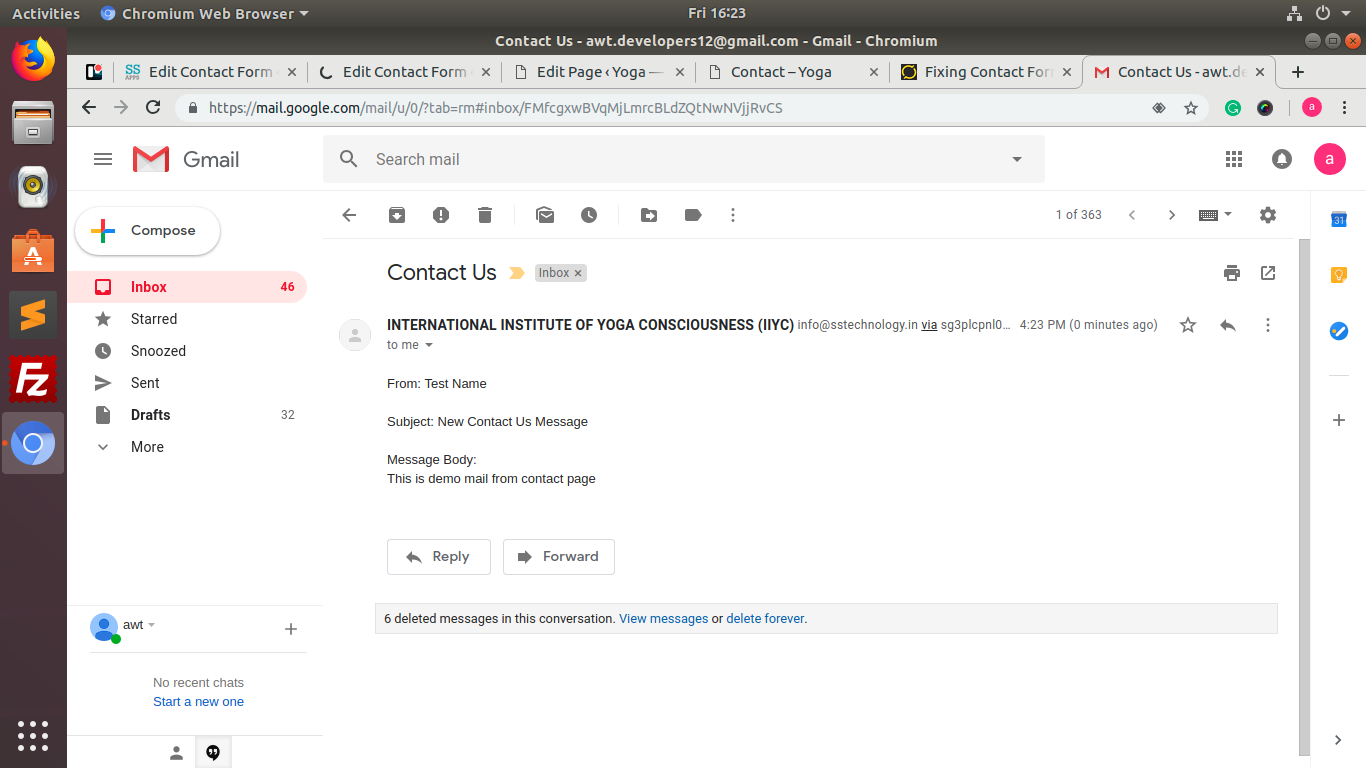 Activities
Chromium Web Browser
Fri 16:23
Contact Us - awt.developers12@gmail.com - Gmail - Chromium
SS APPS Edit Contact Form
Edit Contact Form
Edit Page ‹ Yoga —
Contact – Yoga
Fixing Contact For
Contact Us - awt.de
https://mail.google.com/mail/u/0/?tab=rm#inbox/FMfcgxwBVqMjLmrcBLdZQtNwNVjjRvCS
a
Gmail
Search mail
a
Compose
1 of 363
31
Inbox 46
Starred
Snoozed
Sent
Drafts 32
More
Contact Us
Inbox x
INTERNATIONAL INSTITUTE OF YOGA CONSCIOUSNESS (IIYC) info@sstechnology.in via sg3plcpnl0... 4:23 PM (0 minutes ago)
to me
From: Test Name
Subject: New Contact Us Message
Message Body:
This is demo mail from contact page
Reply
Forward
6 deleted messages in this conversation. View messages or delete forever.
awt
No recent chats
Start a new one
Fz